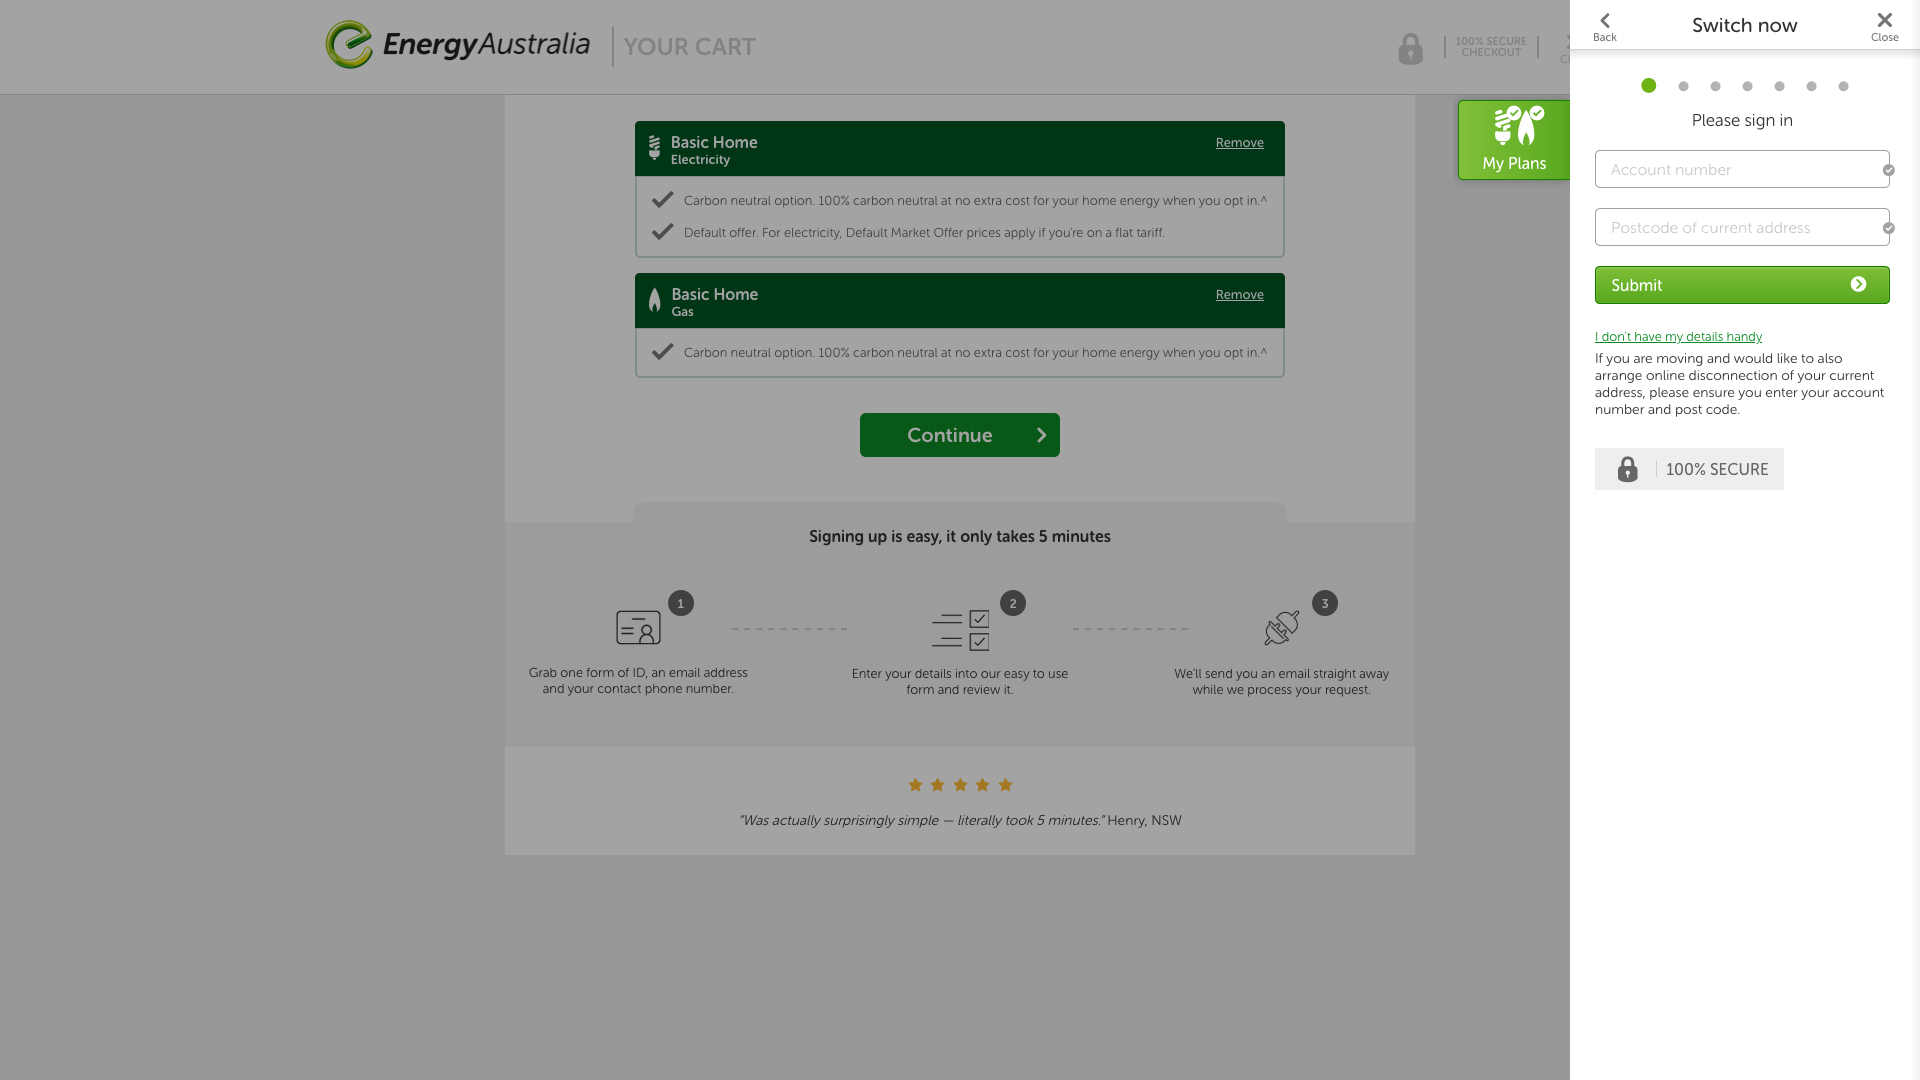 EnergyAustralia
YOUR CART
100% SECURE
CHECKOUT
Basic Home
Electricity
Remove
Carbon neutral option. 100% carbon neutral at no extra cost for your home energy when you opt in.^
Default offer. For electricity, Default Market Offer prices apply if you're on a flat tariff.
Basic Home
Gas
Remove
Carbon neutral option. 100% carbon neutral at no extra cost for your home energy when you opt in.^
Continue
Signing up is easy, it only takes 5 minutes
1
2
3
Grab one form of ID, an email address
and your contact phone number.
Enter your details into our easy to use
form and review it.
We'll send you an email straight away
while we process your request.
"Was actually surprisingly simple — literally took 5 minutes." Henry, NSW
My Plans
Back
Switch now
Close
Please sign in
Account number
Postcode of current address
Submit
I don't have my details handy
If you are moving and would like to also
arrange online disconnection of your current
address, please ensure you enter your account
number and post code.
100% SECURE